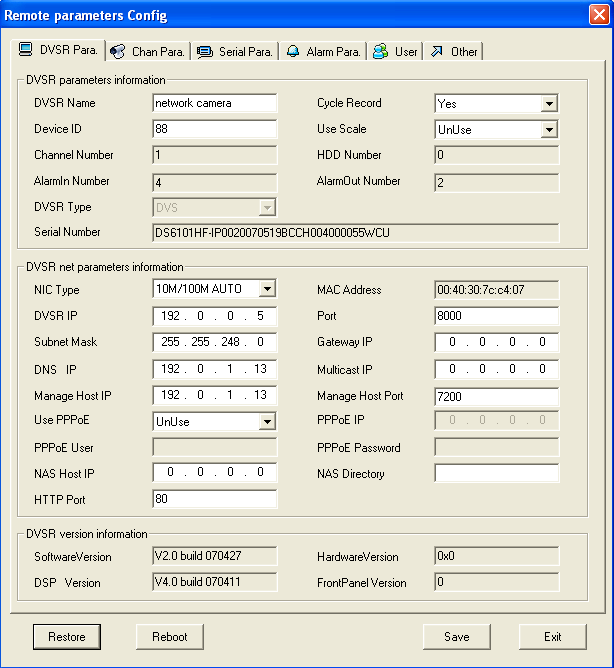 Remote parameters Config
DVSR Para. Chan Para. Serial Para. Alarm Para. User Other
DVSR parameters information
DVSR Name network camera Cycle Record Yes
Device ID 88 Use Scale UnUse
Channel Number 1 HDD Number 0
AlarmIn Number 4 AlarmOut Number 2
DVSR Type DVS
Serial Number DS6101HF-IP0020070519BCCH004000055WCU
DVSR net parameters information
NIC Type 10M/100M AUTO MAC Address 00:40:30:7c:c4:07
DVSR IP 192 . 0 . 0 . 5 Port 8000
Subnet Mask 255 . 255 . 248 . 0 Gateway IP 0 . 0 . 0 . 0
DNS IP 192 . 0 . 1 . 13 Multicast IP 0 . 0 . 0 . 0
Manage Host IP 192 . 0 . 1 . 13 Manage Host Port 7200
Use PPPoE UnUse PPPoE IP 0 . 0 . 0 . 0
PPPoE User PPPoE Password
NAS Host IP 0 . 0 . 0 . 0 NAS Directory
HTTP Port 80
DVSR version information
SoftwareVersion V2.0 build 070427 HardwareVersion 0x0
DSP Version V4.0 build 070411 FrontPanel Version 0
Restore Reboot Save Exit